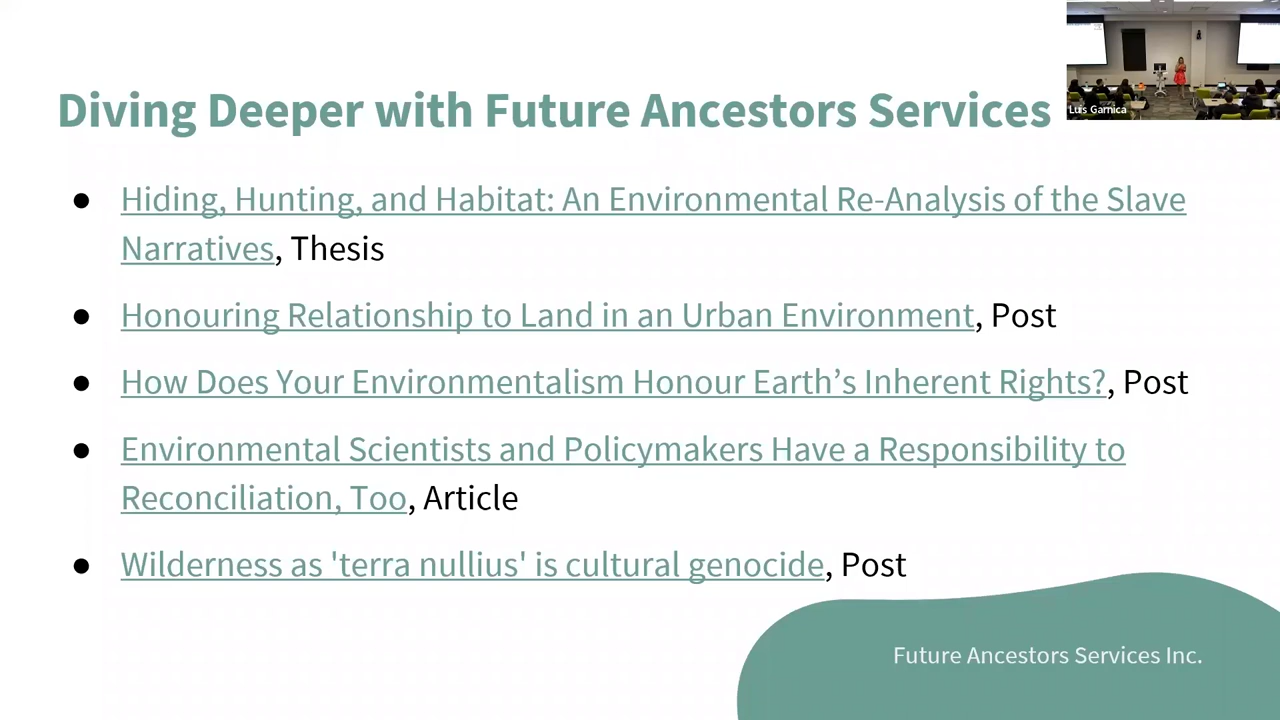 Diving Deeper with Future Ancestors Services
Luis Garnica
● Hiding, Hunting, and Habitat: An Environmental Re-Analysis of the Slave
Narratives, Thesis
● Honouring Relationship to Land in an Urban Environment, Post
● How Does Your Environmentalism Honour Earth’s Inherent Rights?, Post
● Environmental Scientists and Policymakers Have a Responsibility to
Reconciliation, Too, Article
● Wilderness as 'terra nullius' is cultural genocide, Post
Future Ancestors Services Inc.